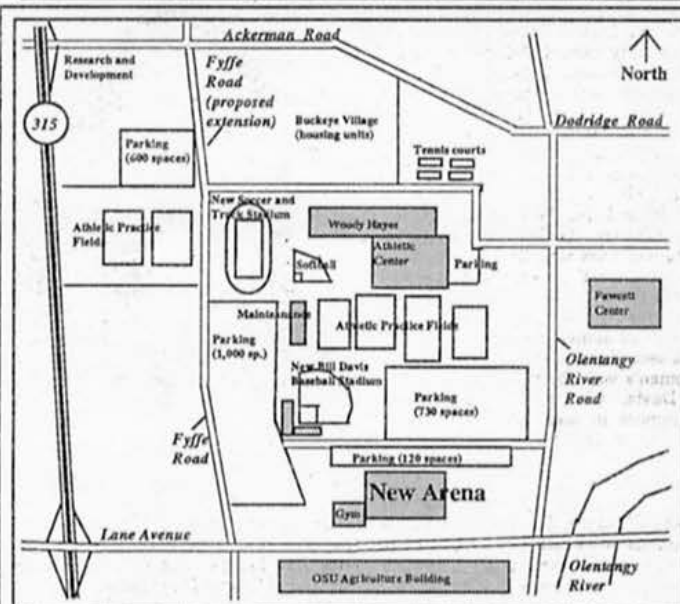 Ackerman Road
North
Research and
Development
Fyffe
Road
(proposed
extension)
315
Buckeye Village
(housing units)
Dodridge Road
Parking
(600 spaces)
Tennis courts
New Soccer and
Track Stadium
Woody Hayes
Athletic
Center
Athletic Practice
Fields
Softball
Parking
Fawcett
Center
Maintainance
Athletic Practice Fields
Parking
(1,000 sp.)
New Bill Davis
Baseball Stadium
Olentangy
River
Road
Parking
(730 spaces)
Fyffe
Road
Parking (120 spaces)
New Arena
Gym
Lane Avenue
OSU Agriculture Building
Olentangy
River